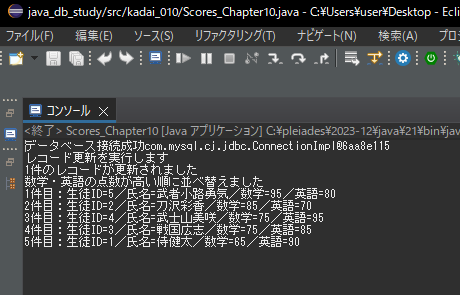 java_db_study/src/kadai_010/Scores_Chapter10.java - C:¥Users¥user¥Desktop - Ecli
ファイル(F) 編集(E) ソース(S) リファクタリング(T) ナビゲート(N) 検索(A) プロ
コンソール ×
<終了> Scores_Chapter10 [Java アプリケーション] C:¥pleiades¥2023-12¥java¥21¥bin¥jav
データベース接続成功com.mysql.cj.jdbc.ConnectionImpl@6aa8e115
レコード更新を実行します
1件のレコードが更新されました
数学・英語の点数が高い順に並べ替えました
1件目：生徒ID=5／氏名=武者小路勇気／数学=95／英語=80
2件目：生徒ID=2／氏名=刀沢彩香／数学=85／英語=70
3件目：生徒ID=4／氏名=武士山美咲／数学=75／英語=95
4件目：生徒ID=3／氏名=戦国広志／数学=75／英語=85
5件目：生徒ID=1／氏名=侍健太／数学=65／英語=90